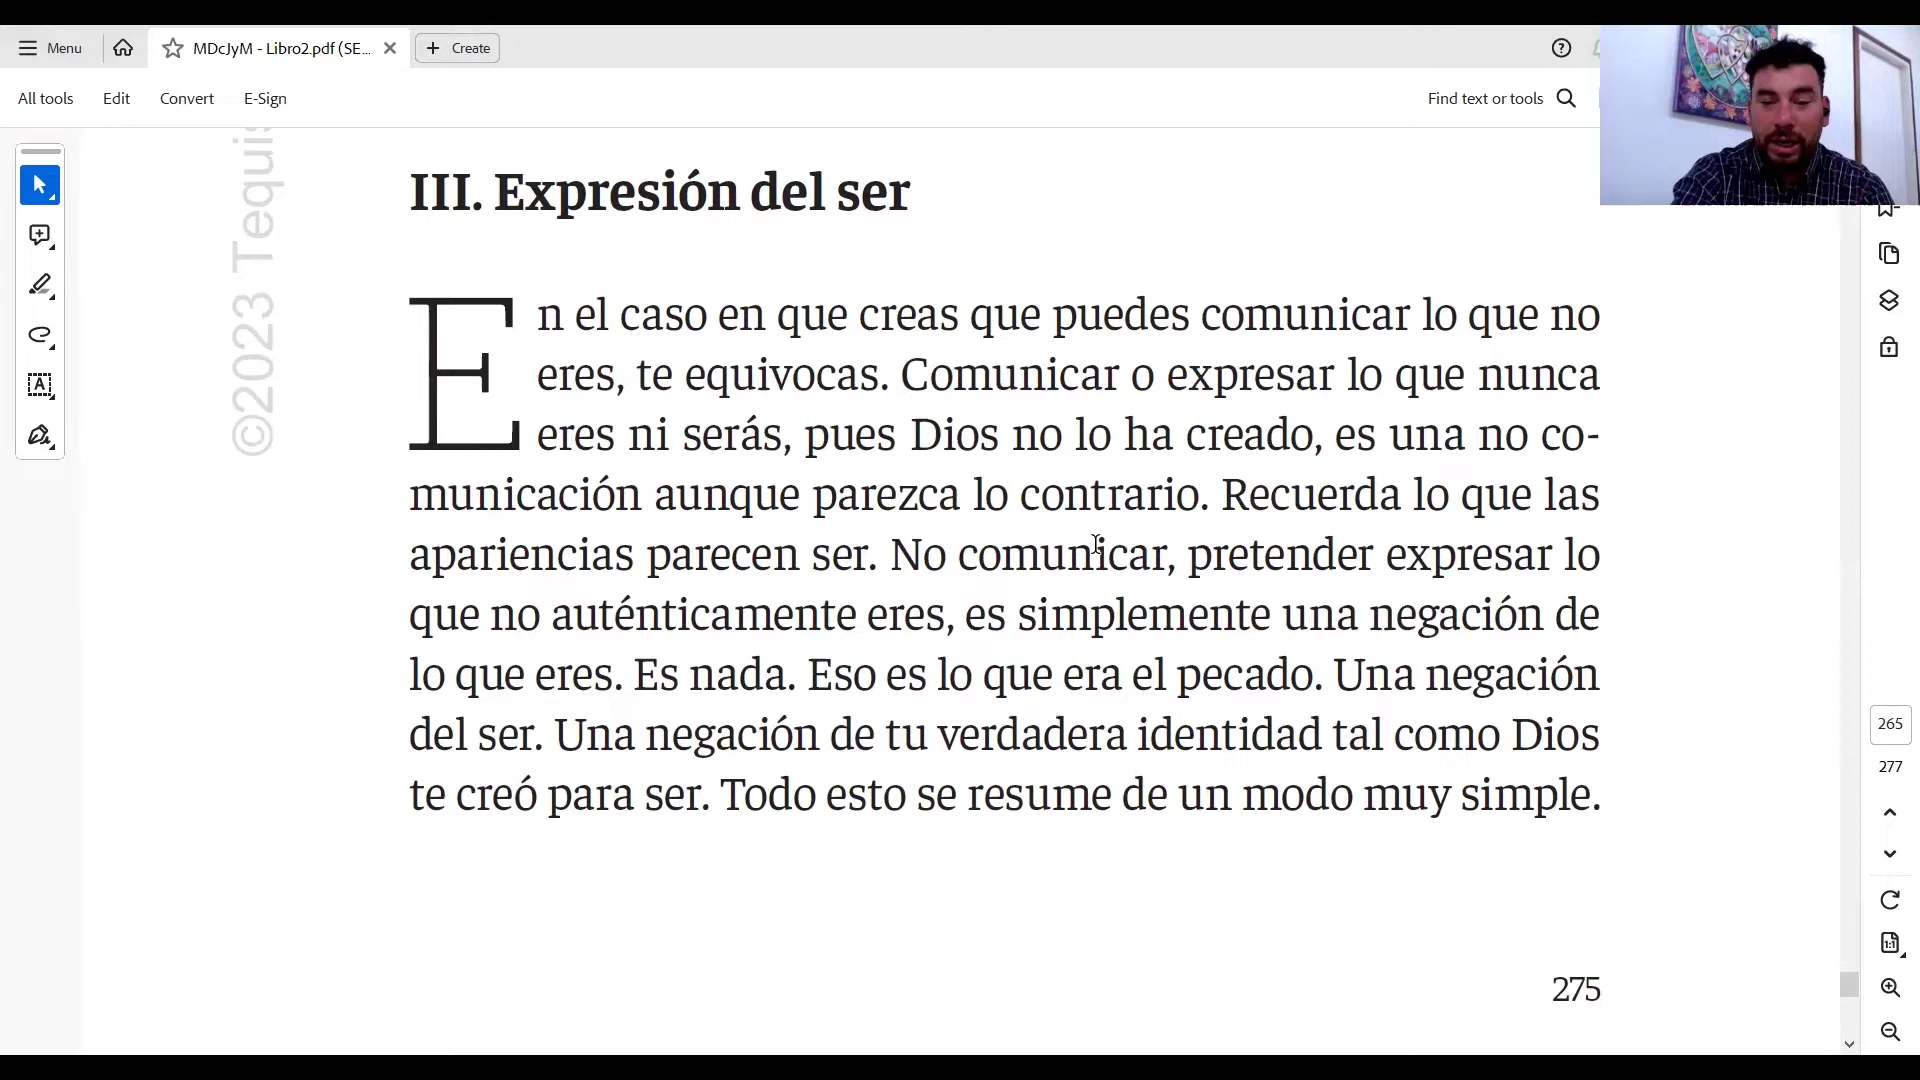 Menu
MDcJyM - Libro2.pdf (SE...
Create
All tools
Edit
Convert
E-Sign
Find text or tools
©2023 Tequis
III. Expresión del ser
En el caso en que creas que puedes comunicar lo que no
eres, te equivocas. Comunicar o expresar lo que nunca
eres ni serás, pues Dios no lo ha creado, es una no co-
municación aunque parezca lo contrario. Recuerda lo que las
apariencias parecen ser. No comunicar, pretender expresar lo
que no auténticamente eres, es simplemente una negación de
lo que eres. Es nada. Eso es lo que era el pecado. Una negación
del ser. Una negación de tu verdadera identidad tal como Dios
te creó para ser. Todo esto se resume de un modo muy simple.
275
265
277